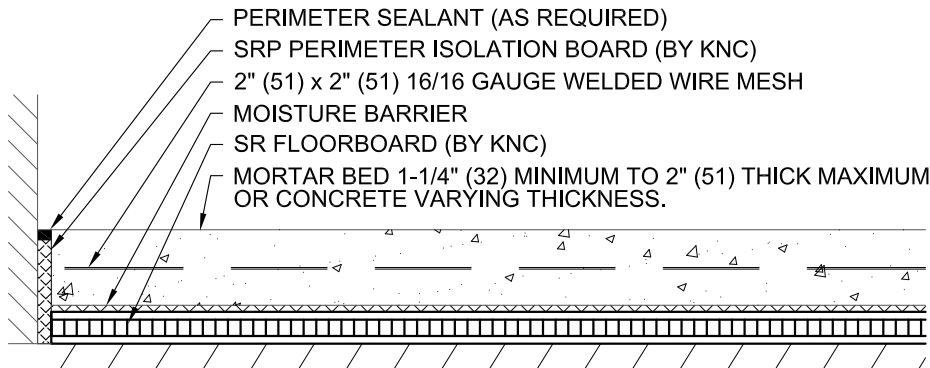 PERIMETER SEALANT (AS REQUIRED)
SRP PERIMETER ISOLATION BOARD (BY KNC)
2" (51) x 2" (51) 16/16 GAUGE WELDED WIRE MESH
MOISTURE BARRIER
SR FLOORBOARD (BY KNC)
MORTAR BED 1-1/4" (32) MINIMUM TO 2" (51) THICK MAXIMUM
OR CONCRETE VARYING THICKNESS.